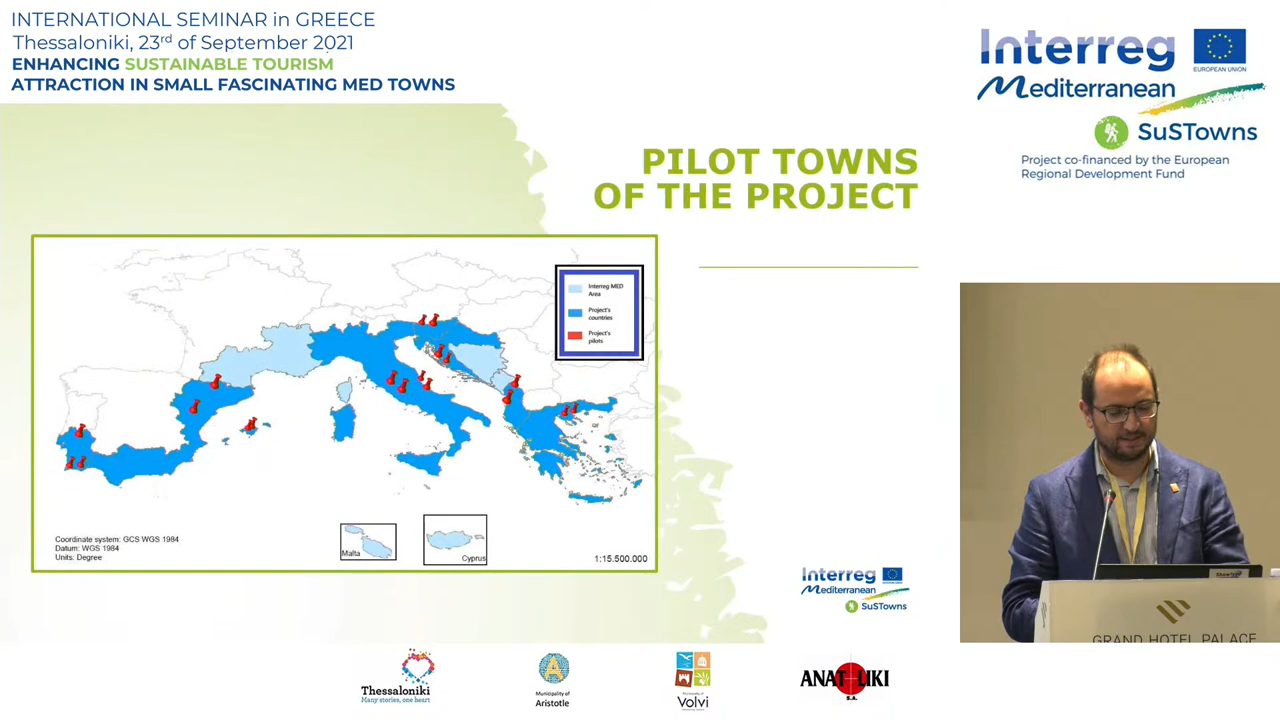 INTERNATIONAL SEMINAR in GREECE
Thessaloniki, 23rd of September 2021
ENHANCING SUSTAINABLE TOURISM
ATTRACTION IN SMALL FASCINATING MED TOWNS
Interreg
EUROPEAN UNION
Mediterranean
SuSTowns
Project co-financed by the European
Regional Development Fund
PILOT TOWNS
OF THE PROJECT
Interreg MED
Area
Project's
countries
Project's
pilots
Coordinate system: GCS WGS 1984
Datum: WGS 1984
Units: Degree
Malta
Cyprus
1:15.500.000
Interreg
Mediterranean
SuSTowns
GRAND HOTEL PALACE
Thessaloniki
Many stories, one heart
Municipality of
Aristotle
Volvi
ANATOLIKI
S.A.